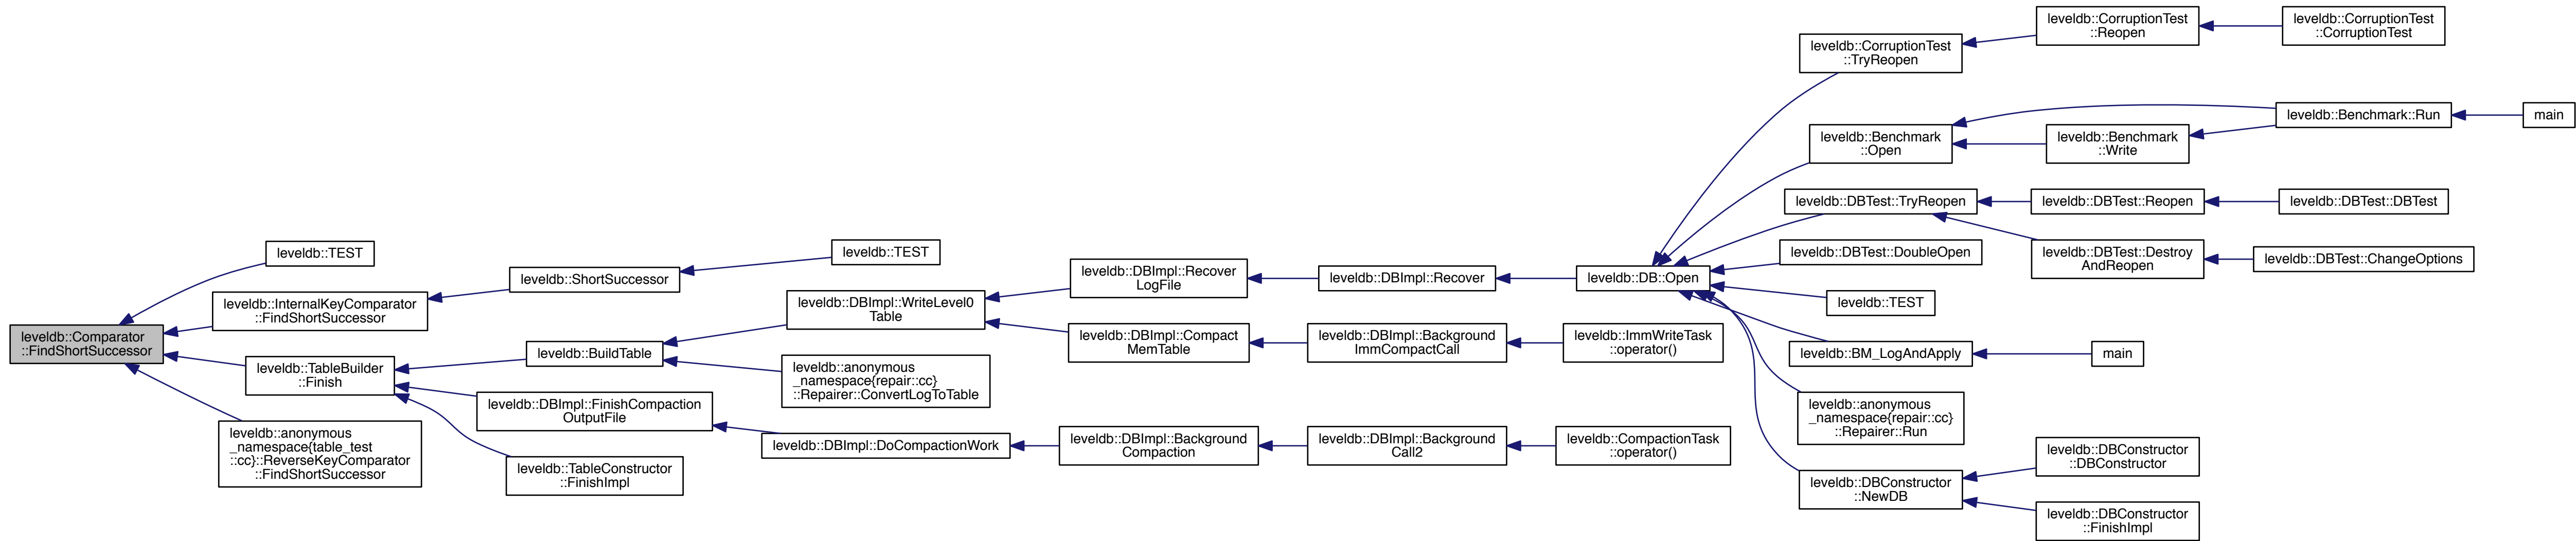 leveldb::Comparator
::FindShortSuccessor
leveldb::TEST
leveldb::InternalKeyComparator
::FindShortSuccessor
leveldb::TableBuilder
::Finish
leveldb::anonymous
_namespace{table_test
::cc}::ReverseKeyComparator
::FindShortSuccessor
leveldb::ShortSuccessor
leveldb::TEST
leveldb::BuildTable
leveldb::DBImpl::FinishCompaction
OutputFile
leveldb::TableConstructor
::FinishImpl
leveldb::DBImpl::WriteLevel0
Table
leveldb::anonymous
_namespace{repair::cc}
::Repairer::ConvertLogToTable
leveldb::DBImpl::DoCompactionWork
leveldb::DBImpl::Recover
LogFile
leveldb::DBImpl::Compact
MemTable
leveldb::DBImpl::Background
Compaction
leveldb::DBImpl::Recover
leveldb::DBImpl::Background
ImmCompactCall
leveldb::DBImpl::Background
Call2
leveldb::DB::Open
leveldb::ImmWriteTask
::operator()
leveldb::CompactionTask
::operator()
leveldb::CorruptionTest
::TryReopen
leveldb::Benchmark
::Open
leveldb::DBTest::TryReopen
leveldb::DBTest::DoubleOpen
leveldb::TEST
leveldb::BM_LogAndApply
leveldb::anonymous
_namespace{repair::cc}
::Repairer::Run
leveldb::DBConstructor
::NewDB
leveldb::CorruptionTest
::Reopen
leveldb::Benchmark
::Write
leveldb::DBTest::Reopen
leveldb::DBTest::Destroy
AndReopen
main
leveldb::DBConstructor
::DBConstructor
leveldb::DBConstructor
::FinishImpl
leveldb::CorruptionTest
::CorruptionTest
leveldb::Benchmark::Run
leveldb::DBTest::DBTest
leveldb::DBTest::ChangeOptions
main